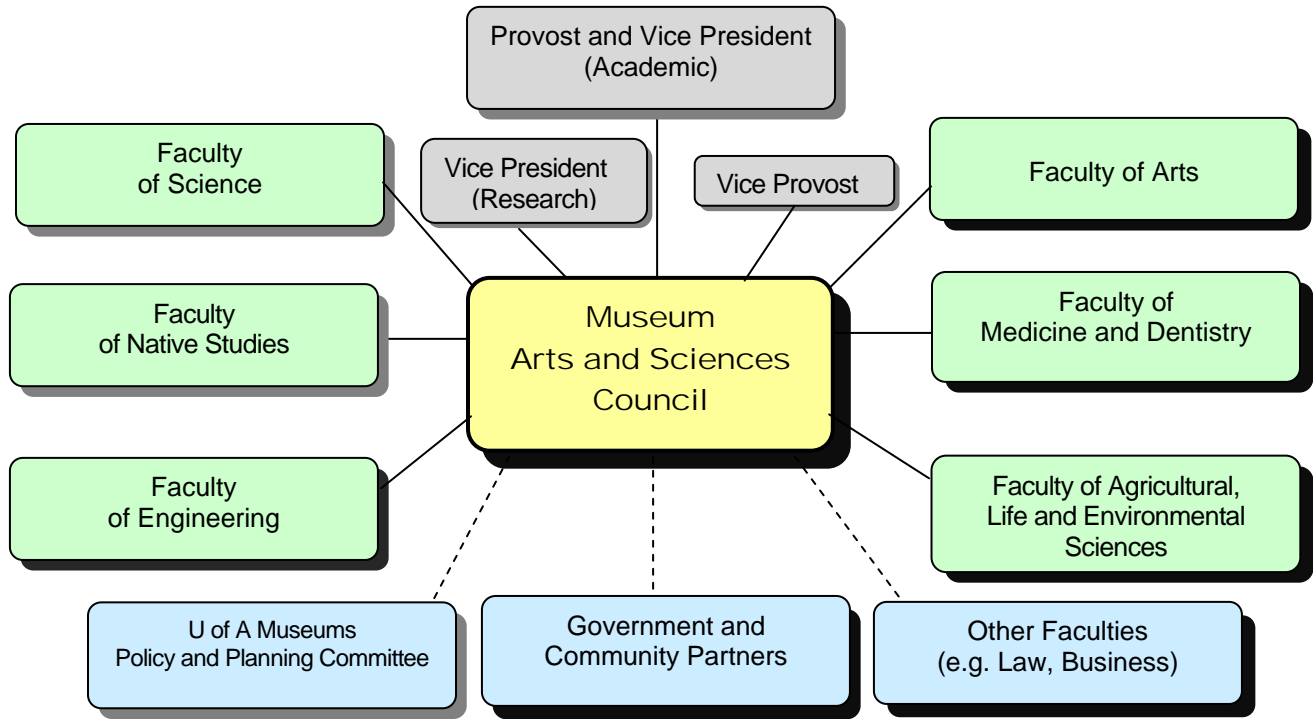 Provost and Vice President
(Academic)
Faculty
of Science
Vice President
(Research)
Vice Provost
Faculty of Arts
Faculty
of Native Studies
Museum
Arts and Sciences
Council
Faculty of
Medicine and Dentistry
Faculty
of Engineering
Faculty of Agricultural,
Life and Environmental
Sciences
U of A Museums
Policy and Planning Committee
Government and
Community Partners
Other Faculties
(e.g. Law, Business)